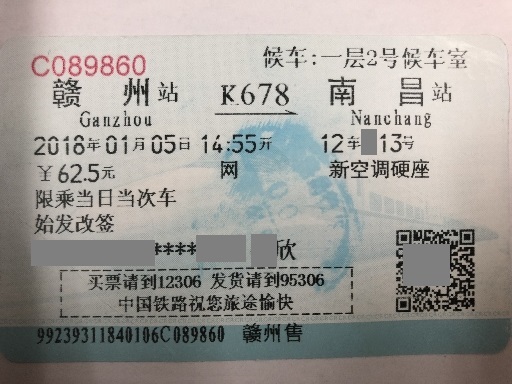 C089860 候车:一层2号候车室
赣州站 K678 南昌站
Ganzhou Nanchang
2018年01月05日 14:55开 12车 13号
￥62.5元 网 新空调硬座
限乘当日当次车
始发改签
**** 欣
买票请到12306 发货请到95306
中国铁路祝您旅途愉快
99239311840106C089860 赣州售